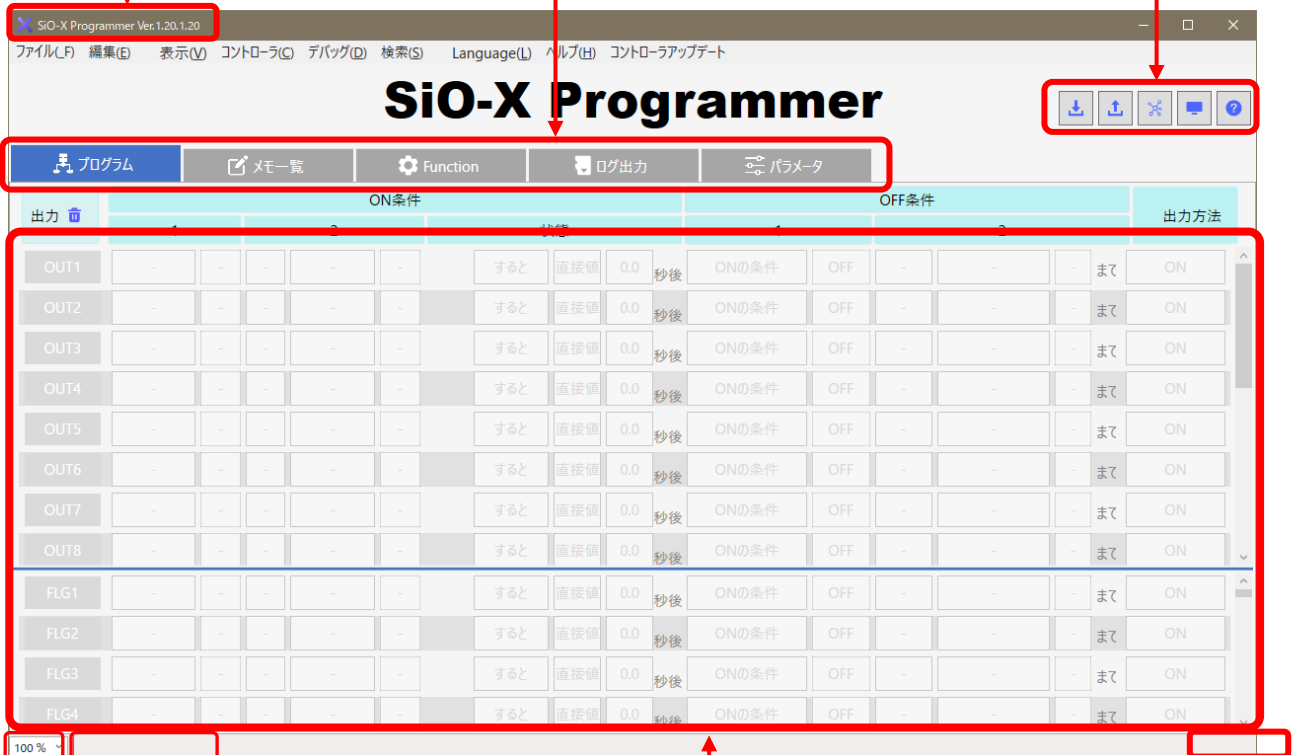 SiO-X Programmer Ver.1.20.1.20
ファイル(_F) 編集(E) 表示(V) コントローラ(C) デバッグ(D) 検索(S) Language(L) ヘルプ(H) コントローラアップデート
SiO-X Programmer
プログラム メモ一覧 Function ログ出力 パラメータ
出力 ON条件 OFF条件 出力方法
1 2 状態 1 2
OUT1 - - - - - すると 直接値 0.0 秒後 ONの条件 OFF - - - まで ON
OUT2 - - - - - すると 直接値 0.0 秒後 ONの条件 OFF - - - まで ON
OUT3 - - - - - すると 直接値 0.0 秒後 ONの条件 OFF - - - まで ON
OUT4 - - - - - すると 直接値 0.0 秒後 ONの条件 OFF - - - まで ON
OUT5 - - - - - すると 直接値 0.0 秒後 ONの条件 OFF - - - まで ON
OUT6 - - - - - すると 直接値 0.0 秒後 ONの条件 OFF - - - まで ON
OUT7 - - - - - すると 直接値 0.0 秒後 ONの条件 OFF - - - まで ON
OUT8 - - - - - すると 直接値 0.0 秒後 ONの条件 OFF - - - まで ON
FLG1 - - - - - すると 直接値 0.0 秒後 ONの条件 OFF - - - まで ON
FLG2 - - - - - すると 直接値 0.0 秒後 ONの条件 OFF - - - まで ON
FLG3 - - - - - すると 直接値 0.0 秒後 ONの条件 OFF - - - まで ON
FLG4 - - - - - すると 直接値 0.0 秒後 ONの条件 OFF - - - まで ON
100 %